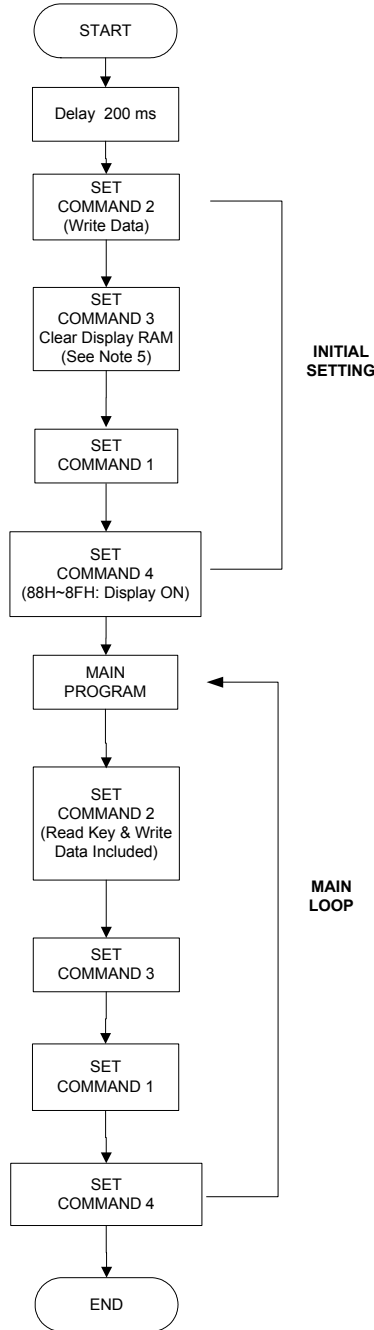 START
Delay 200 ms
SET
COMMAND 2
(Write Data)
SET
COMMAND 3
Clear Display RAM
(See Note 5)
INITIAL
SETTING
SET
COMMAND 1
SET
COMMAND 4
(88H~8FH: Display ON)
MAIN
PROGRAM
SET
COMMAND 2
(Read Key & Write
Data Included)
MAIN
LOOP
SET
COMMAND 3
SET
COMMAND 1
SET
COMMAND 4
END